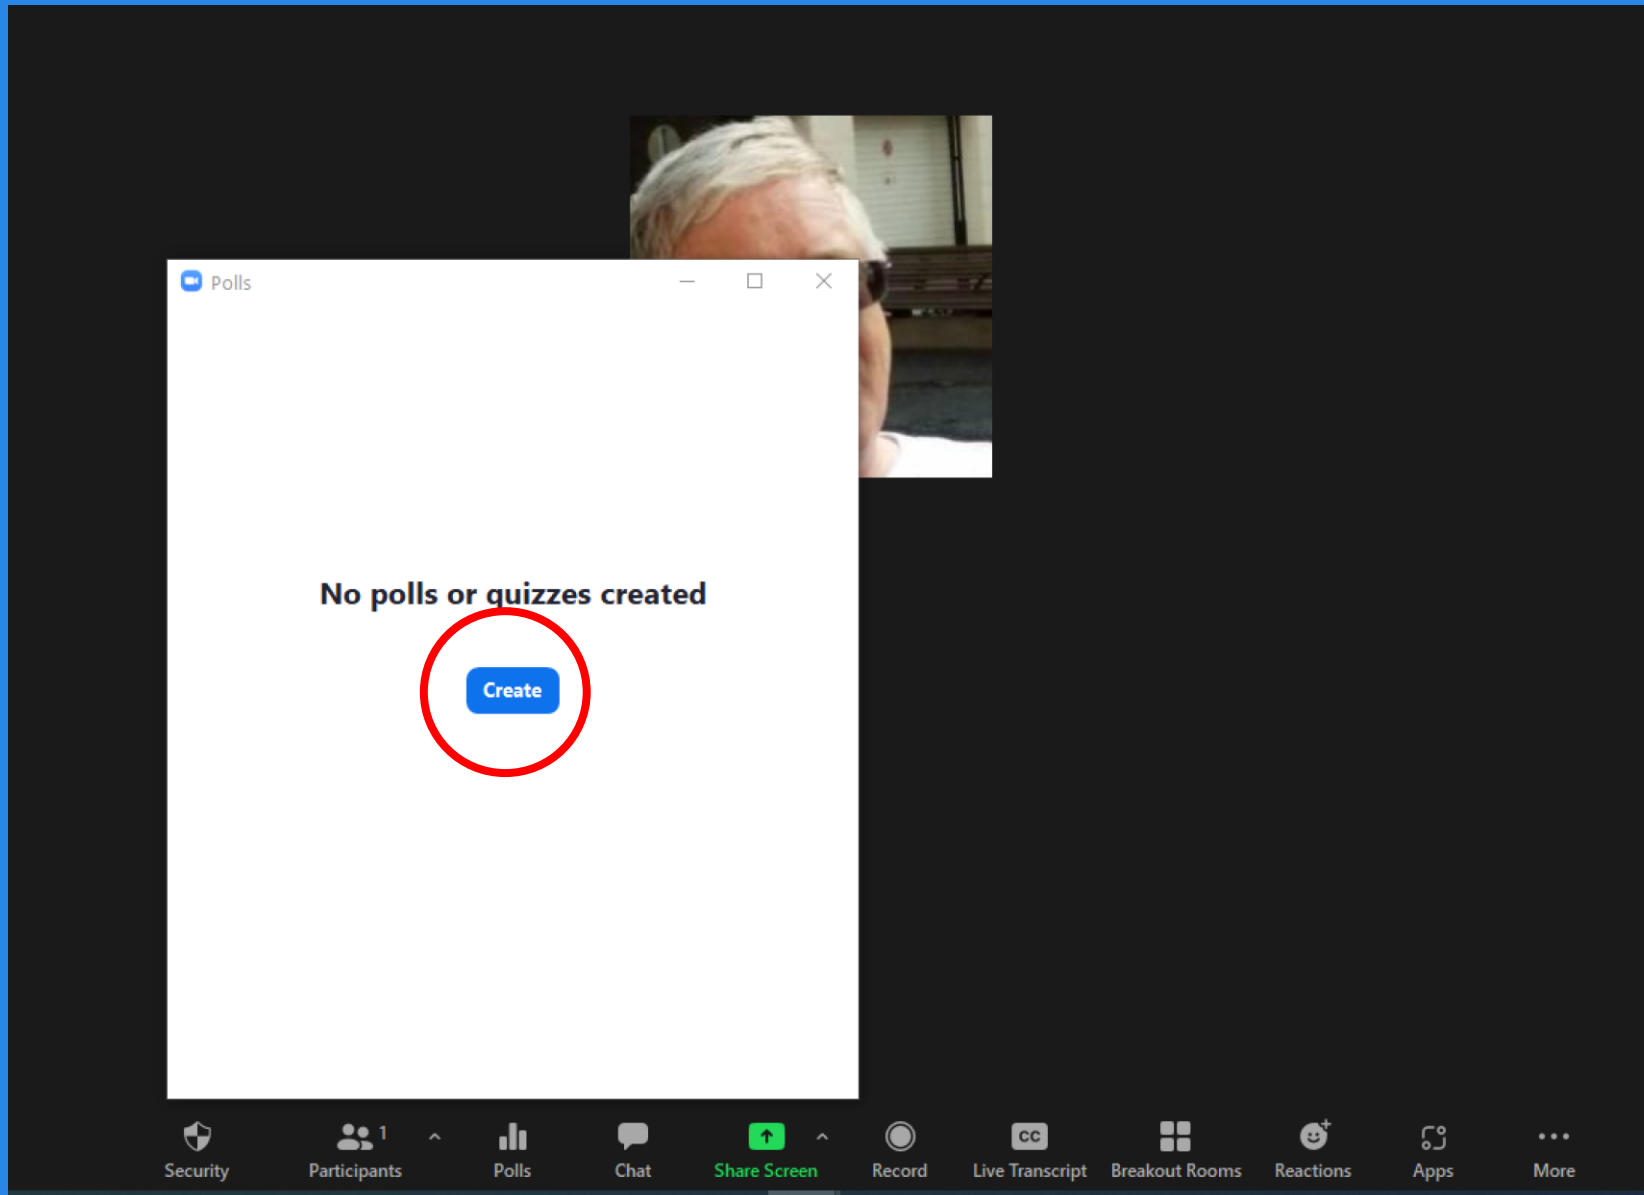 Polls
No polls or quizzes created
Create
1
CC
Security Participants Polls Chat Share Screen Record Live Transcript Breakout Rooms Reactions Apps More